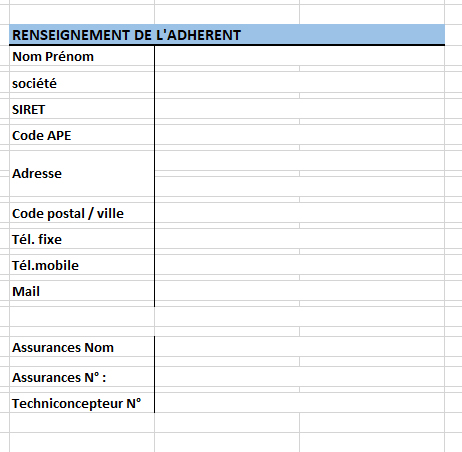 RENSEIGNEMENT DE L'ADHERENT
Nom Prénom
société
SIRET
Code APE
Adresse
Code postal / ville
Tél. fixe
Tél.mobile
Mail
Assurances Nom
Assurances N° :
Techniconcepteur N°